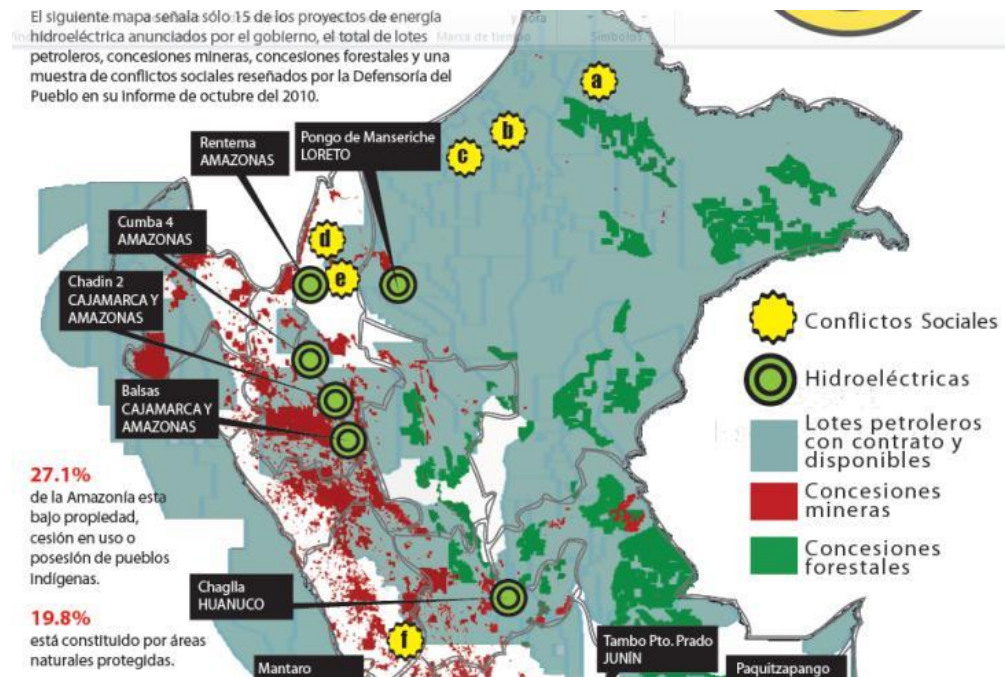 El siguiente mapa señala sólo 15 de los proyectos de energía
hidroeléctrica anunciados por el gobierno, el total de lotes
petroleros, concesiones mineras, concesiones forestales y una
muestra de conflictos sociales reseñados por la Defensoría del
Pueblo en su Informe de octubre del 2010.
y hora
Marca de tiempo
Símbolos
a
b
c
Rentema
AMAZONAS
Pongo de Manseriche
LORETO
Cumba 4
AMAZONAS
d
e
Chadin 2
CAJAMARCA Y
AMAZONAS
Balsas
CAJAMARCA Y
AMAZONAS
Conflictos Sociales
Hidroeléctricas
Lotes petroleros
con contrato y
disponibles
Concesiones
mineras
Concesiones
forestales
27.1%
de la Amazonía esta
bajo propiedad,
cesión en uso o
posesión de pueblos
indígenas.
19.8%
está constituido por áreas
naturales protegidas.
Chaglla
HUANUCO
f
Mantaro
Tambo Pto. Prado
JUNÍN
Paquitzapango